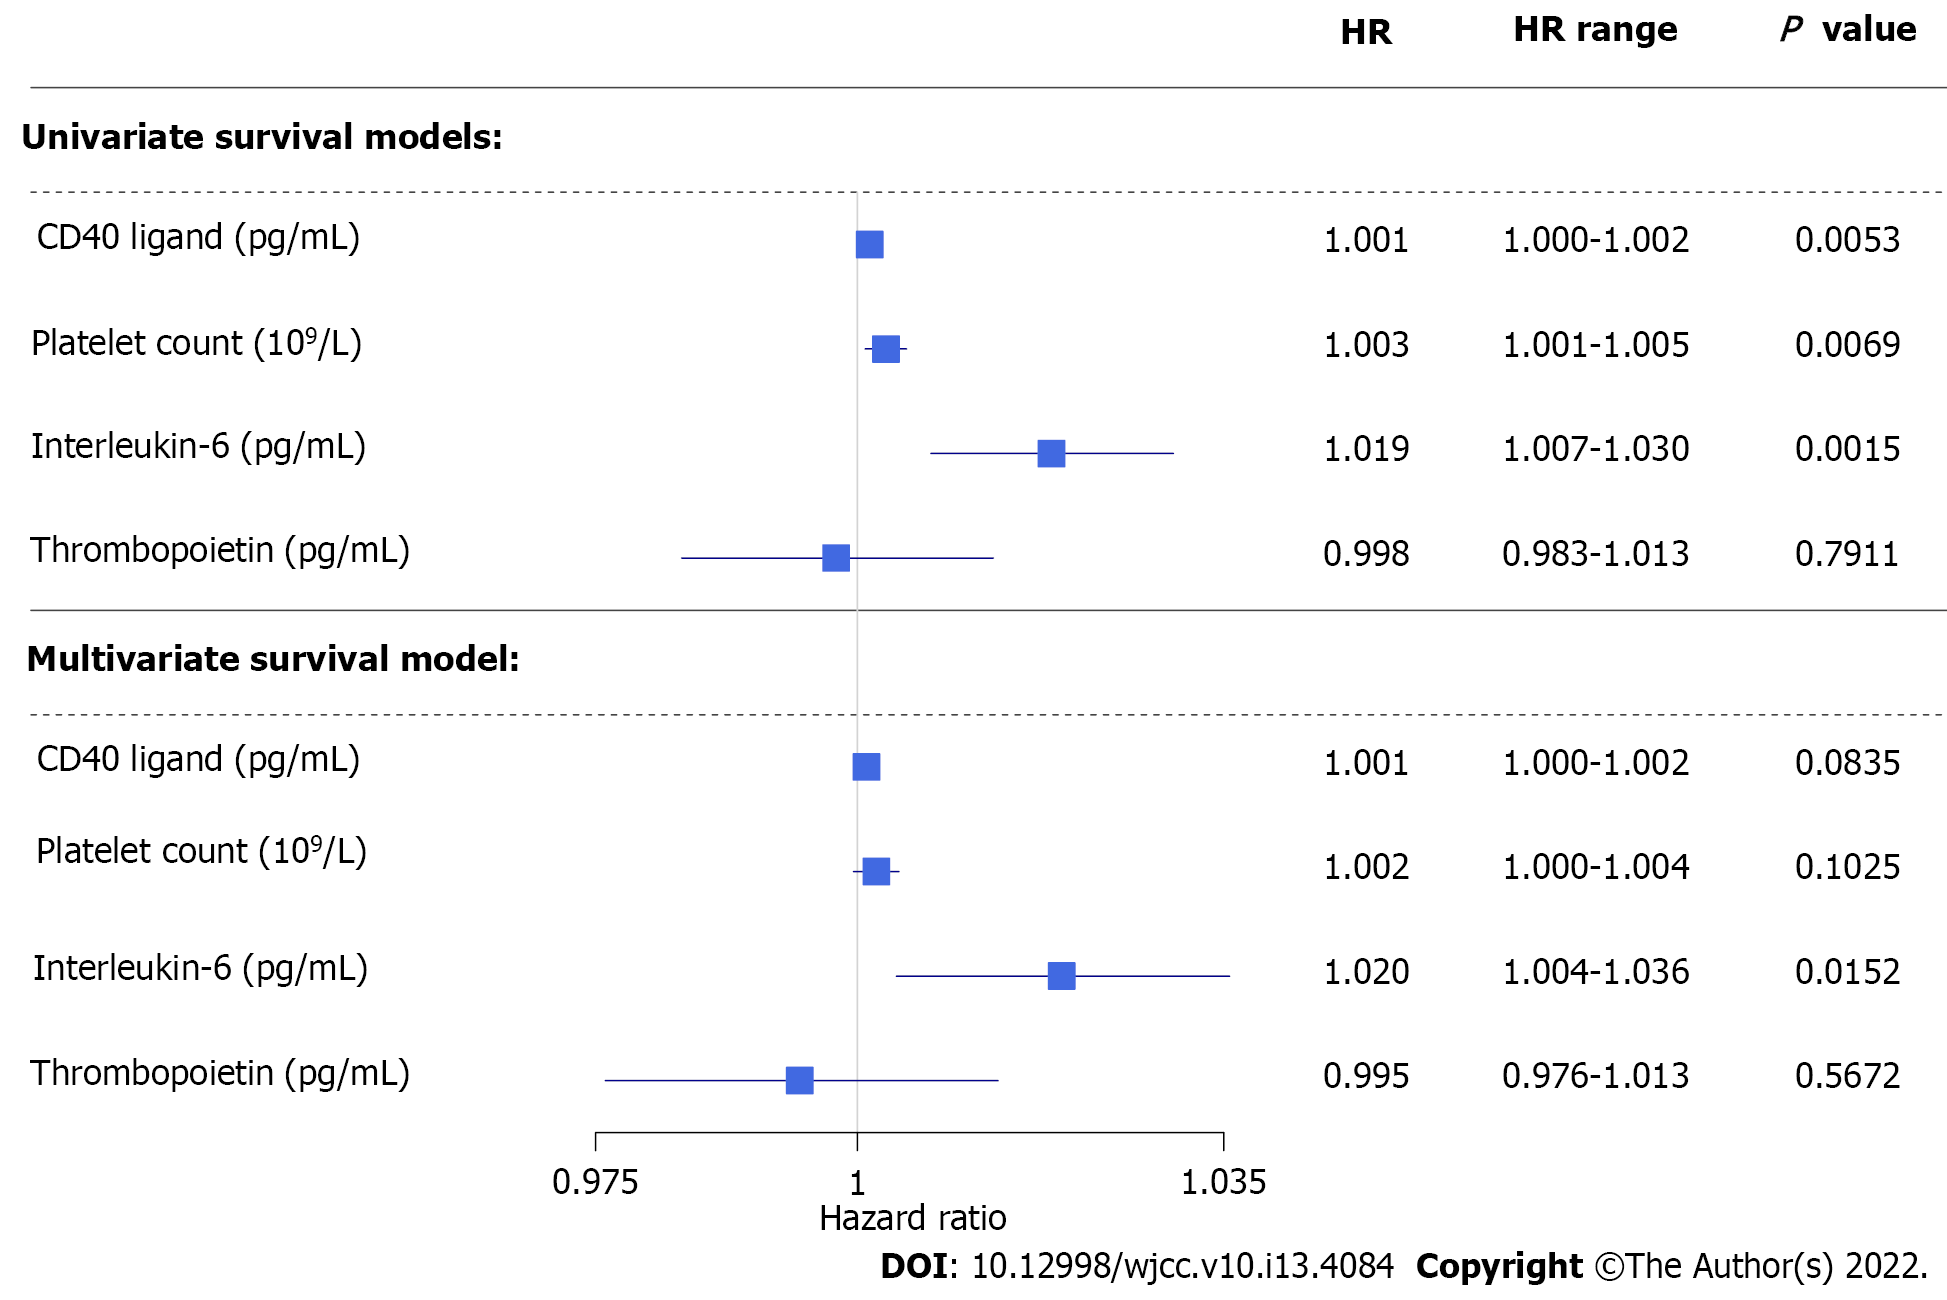 HR HR range P value
Univariate survival models:
CD40 ligand (pg/mL) 1.001 1.000-1.002 0.0053
Platelet count (10⁹/L) 1.003 1.001-1.005 0.0069
Interleukin-6 (pg/mL) 1.019 1.007-1.030 0.0015
Thrombopoietin (pg/mL) 0.998 0.983-1.013 0.7911
Multivariate survival model:
CD40 ligand (pg/mL) 1.001 1.000-1.002 0.0835
Platelet count (10⁹/L) 1.002 1.000-1.004 0.1025
Interleukin-6 (pg/mL) 1.020 1.004-1.036 0.0152
Thrombopoietin (pg/mL) 0.995 0.976-1.013 0.5672
0.975 1 1.035
Hazard ratio
DOI: 10.12998/wjcc.v10.i13.4084 Copyright ©The Author(s) 2022.